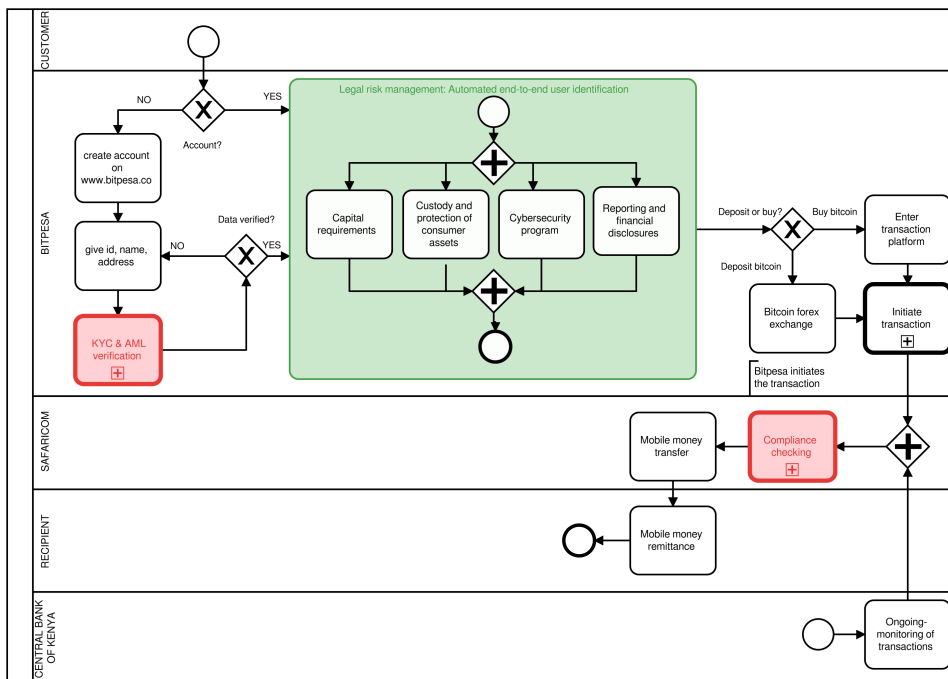 CUSTOMER
BITPESA
SAFARICOM
RECIPIENT
CENTRAL BANK
OF KENYA
NO
YES
Account?
create account
on
www.bitpesa.co
give id, name,
address
Data verified?
NO
YES
KYC & AML
verification
Legal risk management: Automated end-to-end user identification
Capital
requirements
Custody and
protection of
consumer
assets
Cybersecurity
program
Reporting and
financial
disclosures
Deposit or buy?
Buy bitcoin
Deposit bitcoin
Enter
transaction
platform
Bitcoin forex
exchange
Initiate
transaction
Bitpesa initiates
the transaction
Mobile money
transfer
Compliance
checking
Mobile money
remittance
Ongoing-
monitoring of
transactions